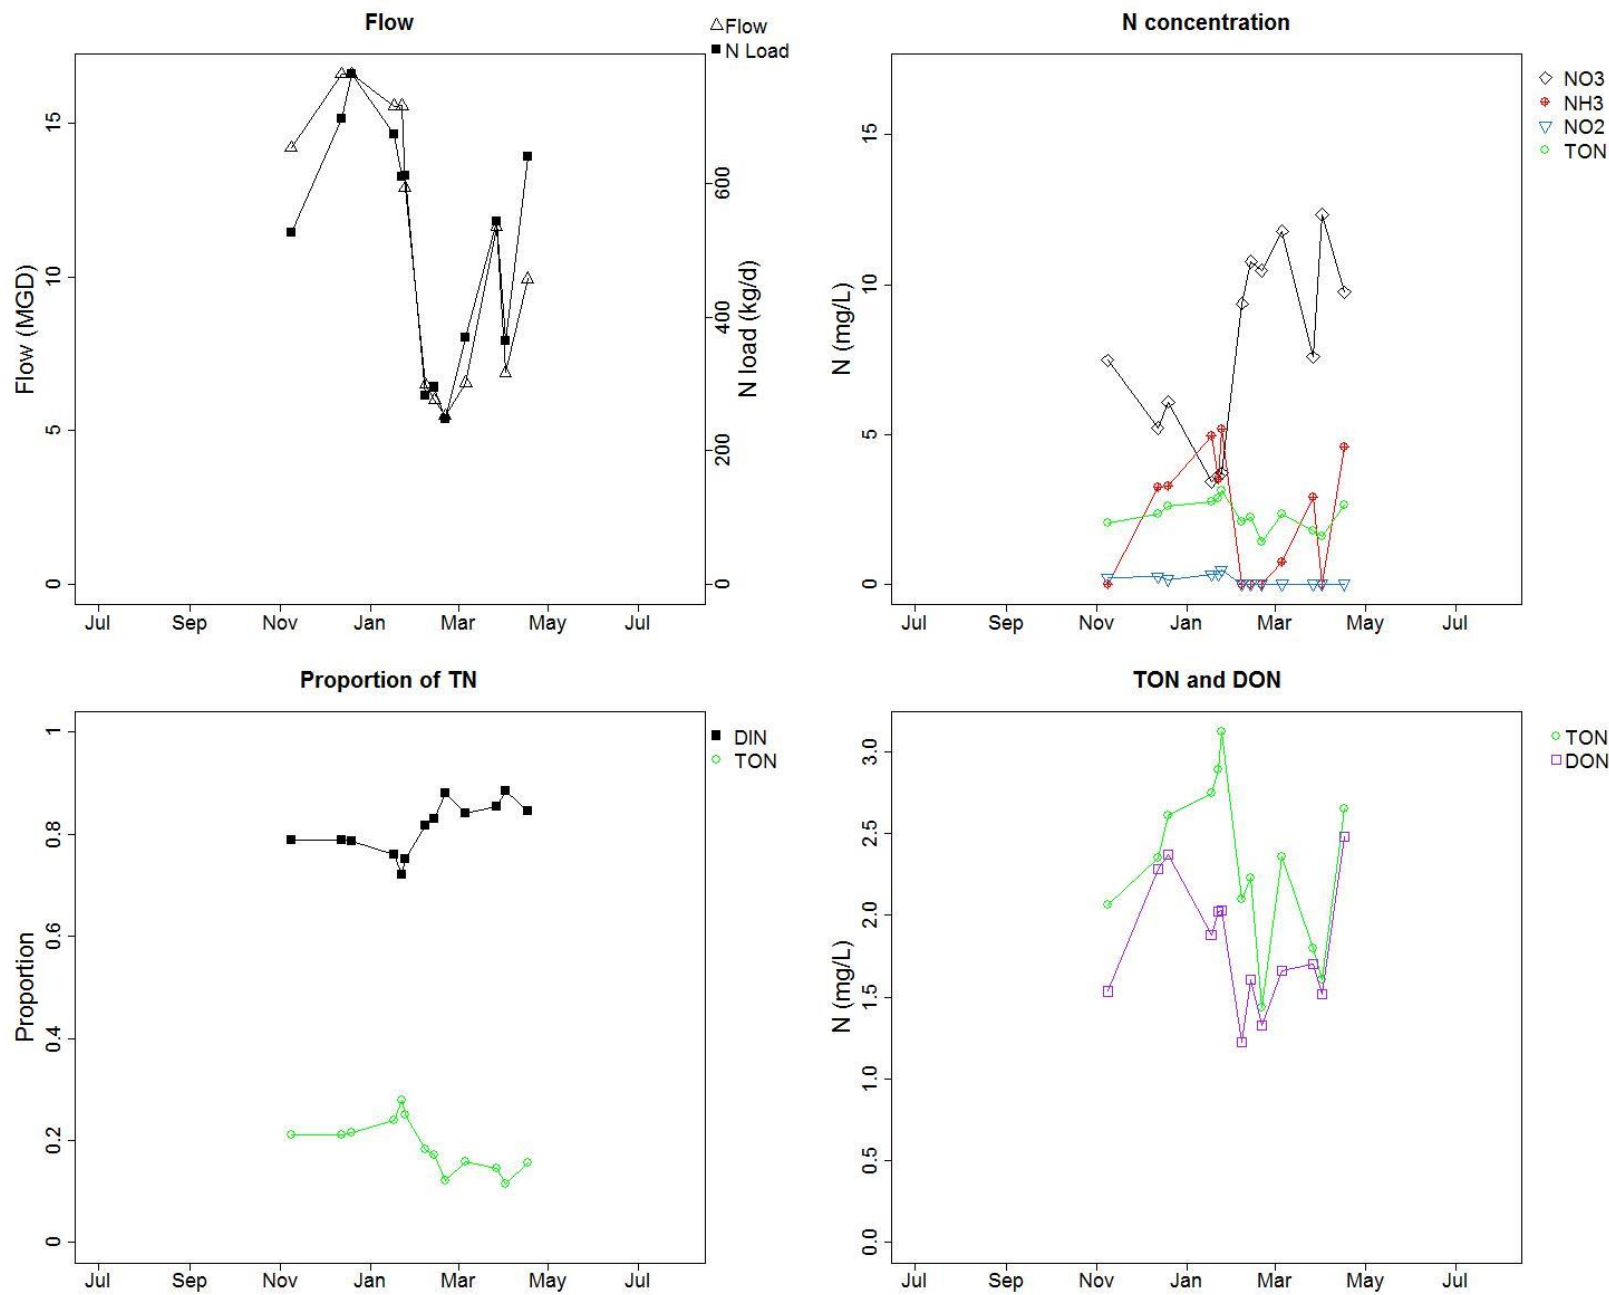 Flow
Flow
N Load
Flow (MGD)
15
10
5
0
N load (kg/d)
600
400
200
0
Jul Sep Nov Jan Mar May Jul
N concentration
NO3
NH3
NO2
TON
N (mg/L)
15
10
5
0
Jul Sep Nov Jan Mar May Jul
Proportion of TN
DIN
TON
Proportion
1
0.8
0.6
0.4
0.2
0
Jul Sep Nov Jan Mar May Jul
TON and DON
TON
DON
N (mg/L)
3.0
2.5
2.0
1.5
1.0
0.5
0.0
Jul Sep Nov Jan Mar May Jul